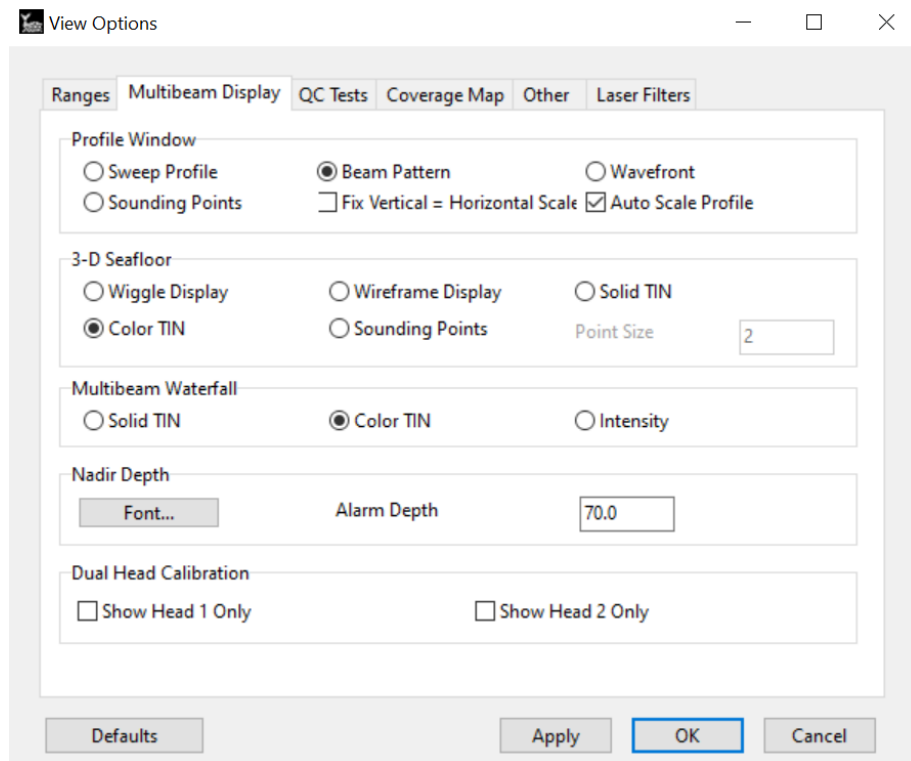 View Options
Ranges Multibeam Display QC Tests Coverage Map Other Laser Filters
Profile Window
Sweep Profile Beam Pattern Wavefront
Sounding Points Fix Vertical = Horizontal Scale Auto Scale Profile
3-D Seafloor
Wiggle Display Wireframe Display Solid TIN
Color TIN Sounding Points Point Size 2
Multibeam Waterfall
Solid TIN Color TIN Intensity
Nadir Depth
Font... Alarm Depth 70.0
Dual Head Calibration
Show Head 1 Only Show Head 2 Only
Defaults Apply OK Cancel